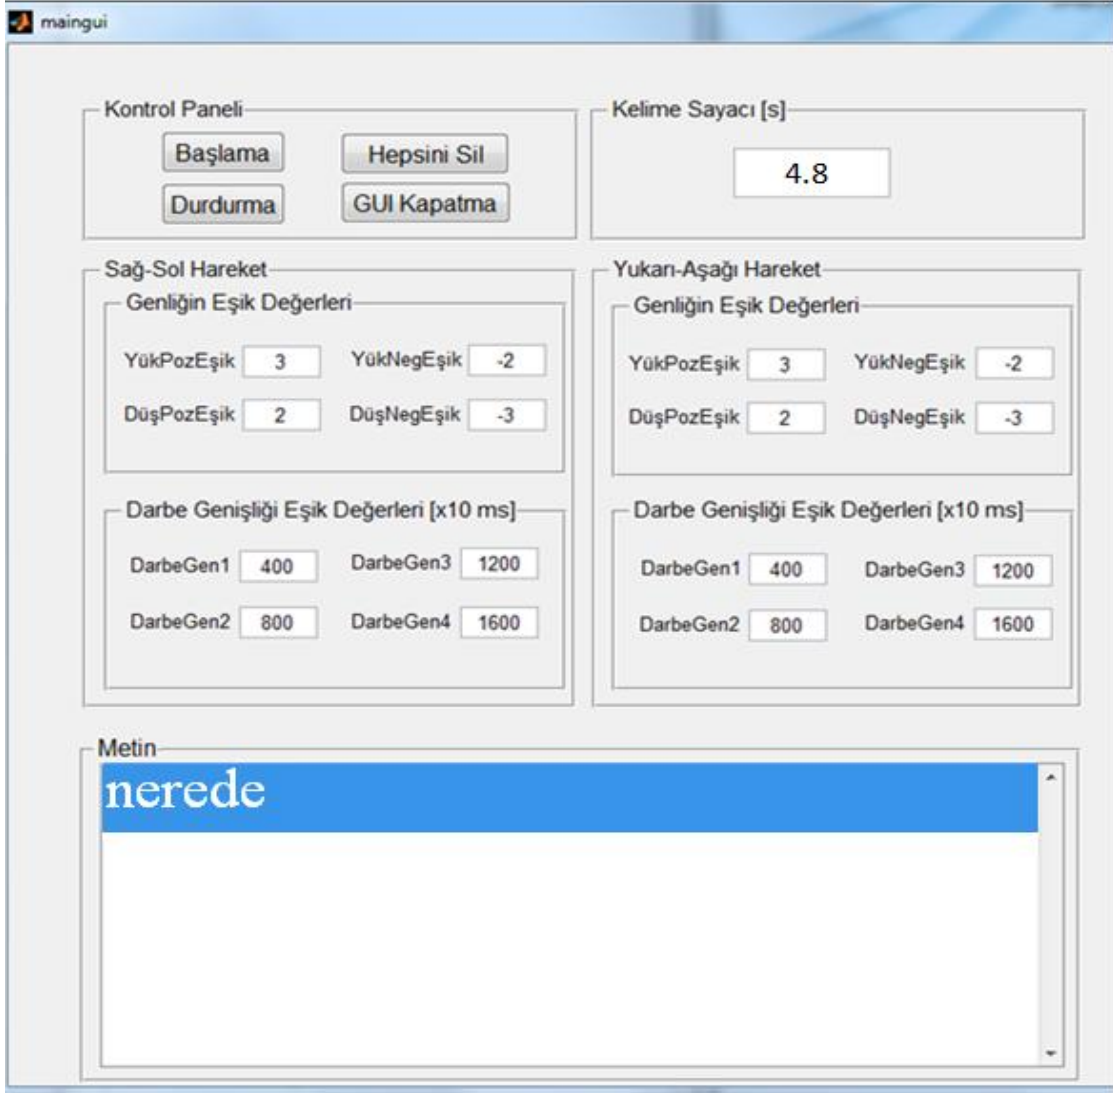 maingui
Kontrol Paneli
Başlama
Hepsini Sil
Durdurma
GUI Kapatma
Kelime Sayacı [s]
4.8
Sağ-Sol Hareket
Genliğin Eşik Değerleri
YükPozEşik 3 YükNegEşik -2
DüşPozEşik 2 DüşNegEşik -3
Darbe Genişliği Eşik Değerleri [x10 ms]
DarbeGen1 400 DarbeGen3 1200
DarbeGen2 800 DarbeGen4 1600
Yukarı-Aşağı Hareket
Genliğin Eşik Değerleri
YükPozEşik 3 YükNegEşik -2
DüşPozEşik 2 DüşNegEşik -3
Darbe Genişliği Eşik Değerleri [x10 ms]
DarbeGen1 400 DarbeGen3 1200
DarbeGen2 800 DarbeGen4 1600
Metin
nerede